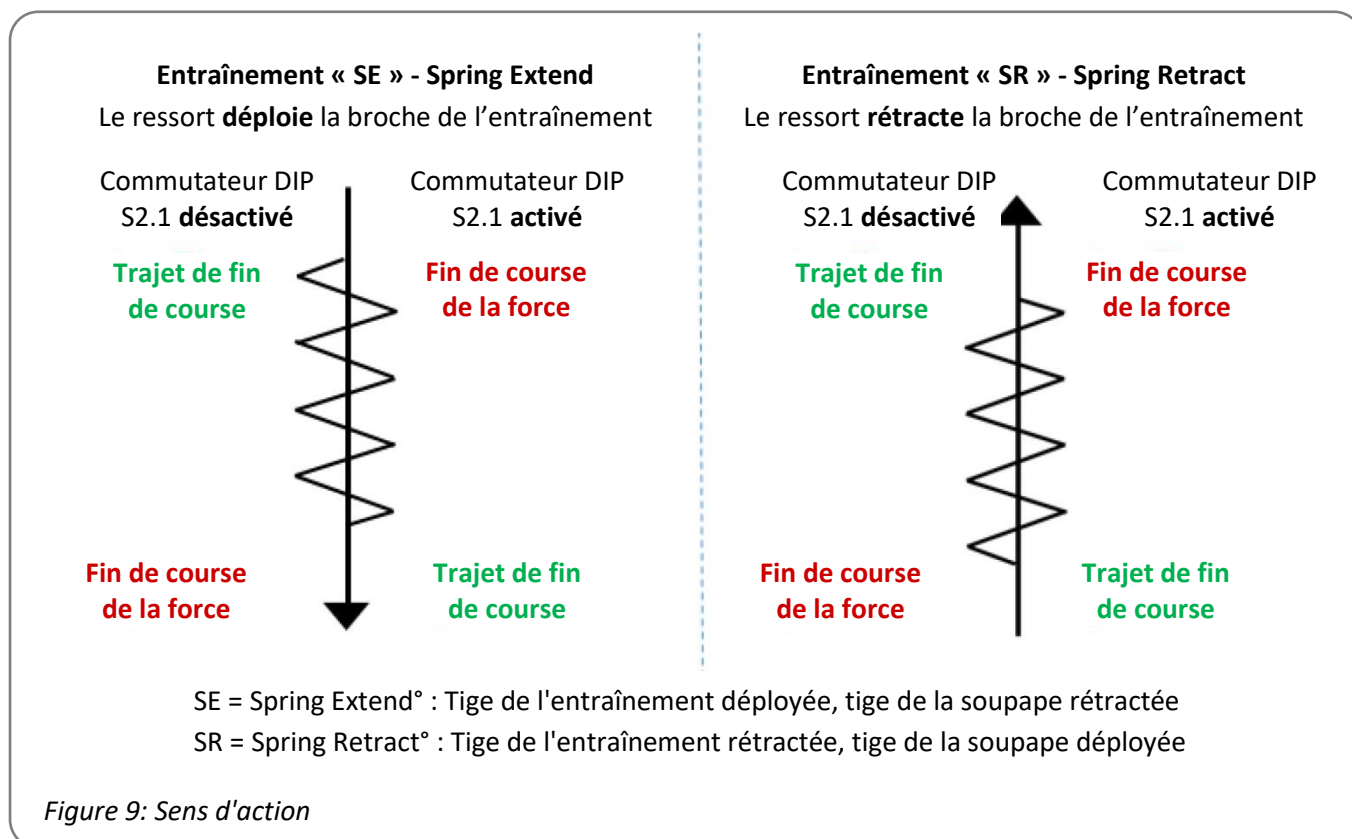 Entraînement « SE » - Spring Extend
Le ressort déploie la broche de l'entraînement
Commutateur DIP
S2.1 désactivé
Commutateur DIP
S2.1 activé
Trajet de fin
de course
Fin de course
de la force
Fin de course
de la force
Trajet de fin
de course
Entraînement « SR » - Spring Retract
Le ressort rétracte la broche de l'entraînement
Commutateur DIP
S2.1 désactivé
Commutateur DIP
S2.1 activé
Trajet de fin
de course
Fin de course
de la force
Fin de course
de la force
Trajet de fin
de course
SE = Spring Extend° : Tige de l'entraînement déployée, tige de la soupape rétractée
SR = Spring Retract° : Tige de l'entraînement rétractée, tige de la soupape déployée
Figure 9: Sens d'action